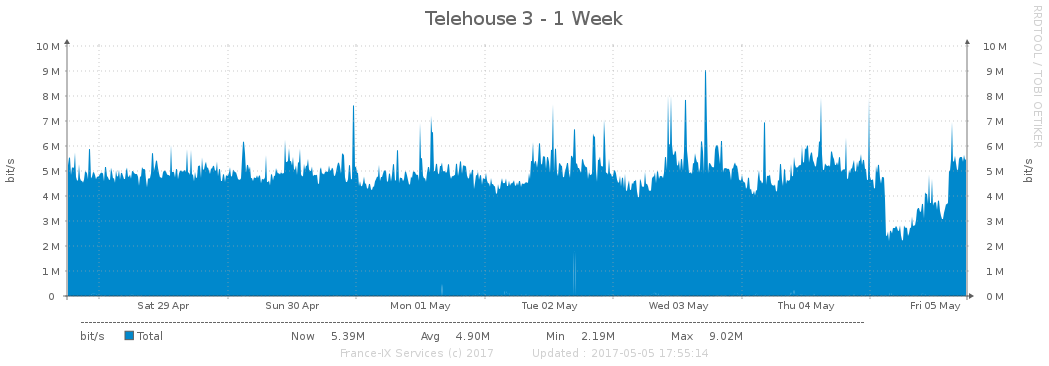 Telehouse 3 - 1 Week
RRDTOOL / TOBI OETIKER
10 M 10 M
9 M 9 M
8 M 8 M
7 M 7 M
6 M 6 M
5 M 5 M
4 M 4 M
3 M 3 M
2 M 2 M
1 M 1 M
0 0 M
bit/s bit/s
Sat 29 Apr Sun 30 Apr Mon 01 May Tue 02 May Wed 03 May Thu 04 May Fri 05 May
bit/s Total Now 5.39M Avg 4.90M Min 2.19M Max 9.02M
France-IX Services (c) 2017 Updated : 2017-05-05 17:55:14